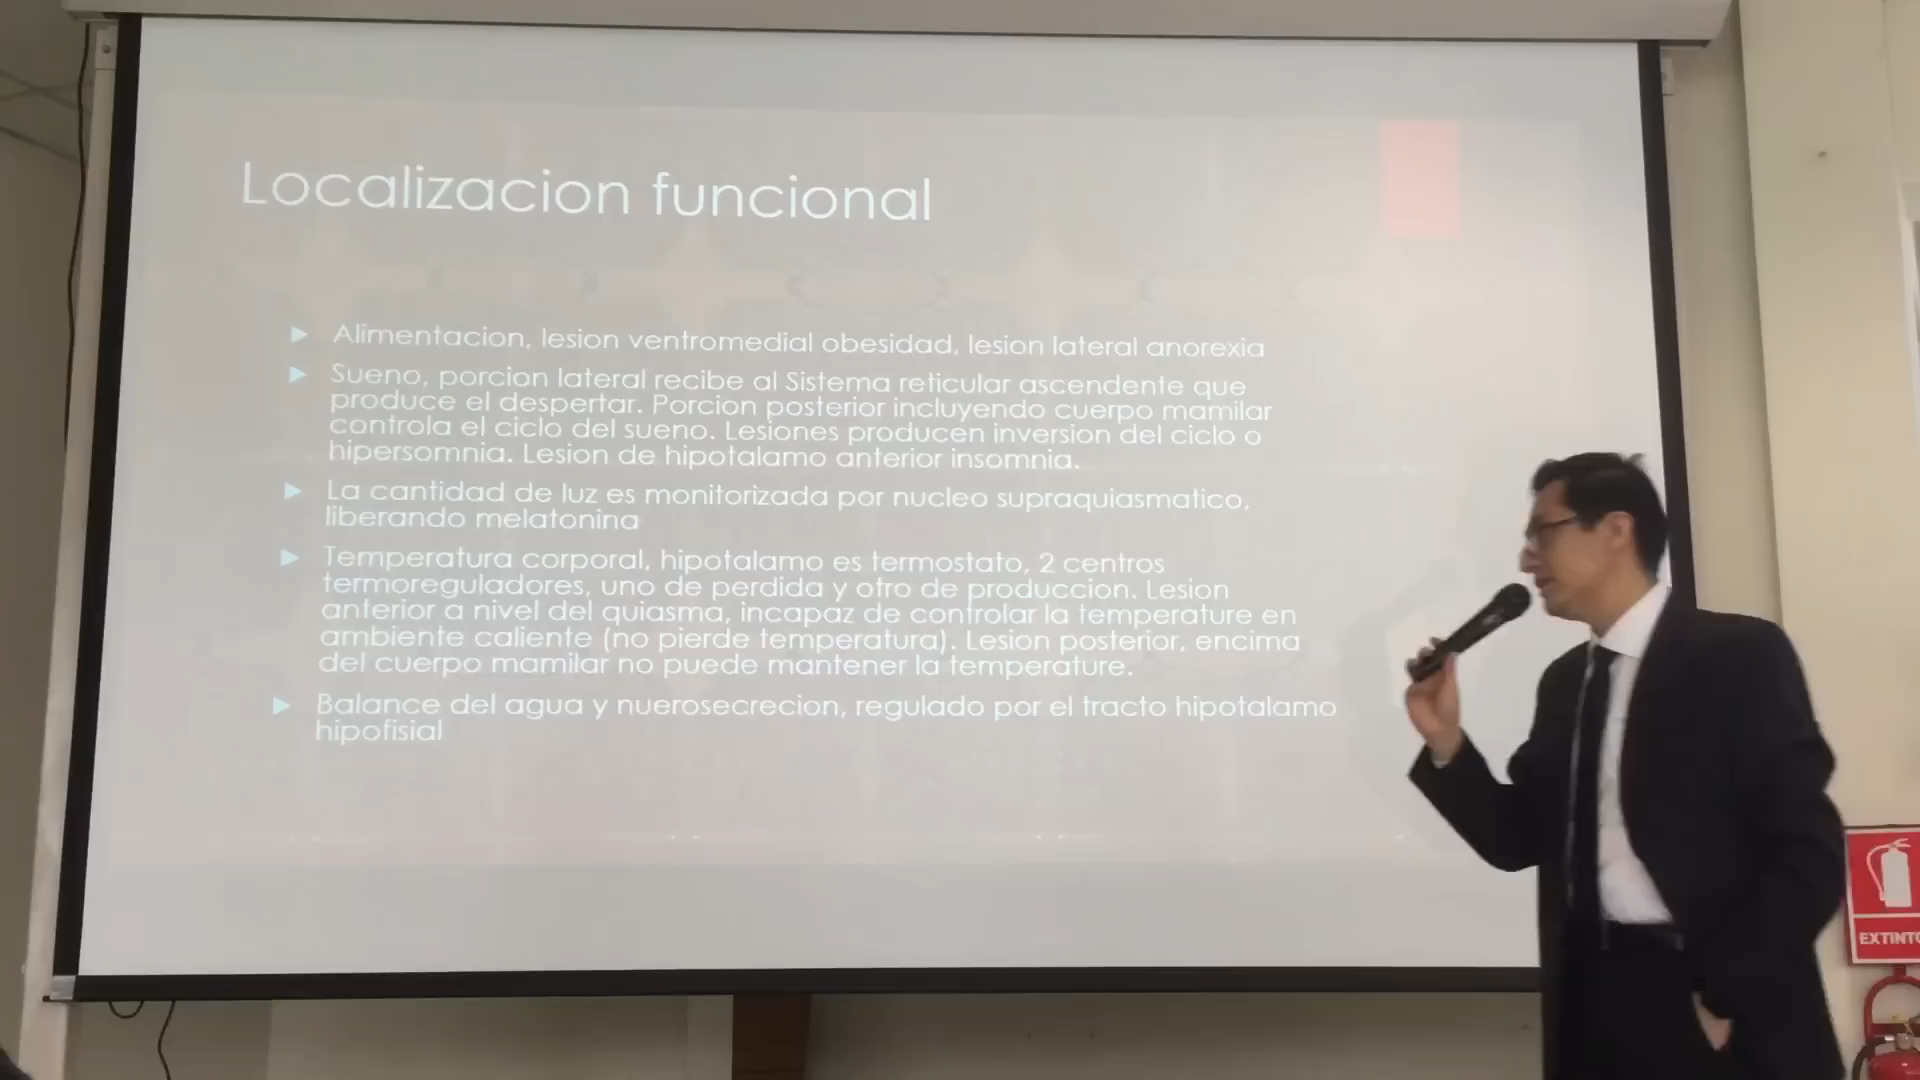 Localizacion funcional
Alimentacion, lesion ventromedial obesidad, lesion lateral anorexia
Sueno, porcion lateral recibe al Sistema reticular ascendente que
produce el despertar. Porcion posterior incluyendo cuerpo mamilar
controla el ciclo del sueno. Lesiones producen inversion del ciclo o
hipersomnia. Lesion de hipotalamo anterior insomnia.
La cantidad de luz es monitorizada por nucleo supraquiasmatico,
liberando melatonina
Temperatura corporal, hipotalamo es termostato, 2 centros
termoreguladores, uno de perdida y otro de produccion. Lesion
anterior a nivel del quiasma, incapaz de controlar la temperature en
ambiente caliente (no pierde temperatura). Lesion posterior, encima
del cuerpo mamilar no puede mantener la temperature.
Balance del agua y nuerosecrecion, regulado por el tracto hipotalamo
hipofisial
EXTINTO